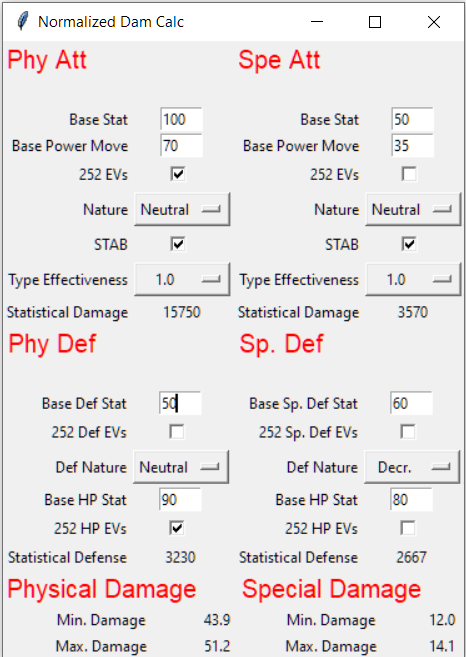 Normalized Dam Calc
Phy Att Spe Att
Base Stat 100 Base Stat 50
Base Power Move 70 Base Power Move 35
252 EVs 252 EVs
Nature Neutral Nature Neutral
STAB STAB
Type Effectiveness 1.0 Type Effectiveness 1.0
Statistical Damage 15750 Statistical Damage 3570
Phy Def Sp. Def
Base Def Stat 50 Base Sp. Def Stat 60
252 Def EVs 252 Sp. Def EVs
Def Nature Neutral Def Nature Decr.
Base HP Stat 90 Base HP Stat 80
252 HP EVs 252 HP EVs
Statistical Defense 3230 Statistical Defense 2667
Physical Damage Special Damage
Min. Damage 43.9 Min. Damage 12.0
Max. Damage 51.2 Max. Damage 14.1